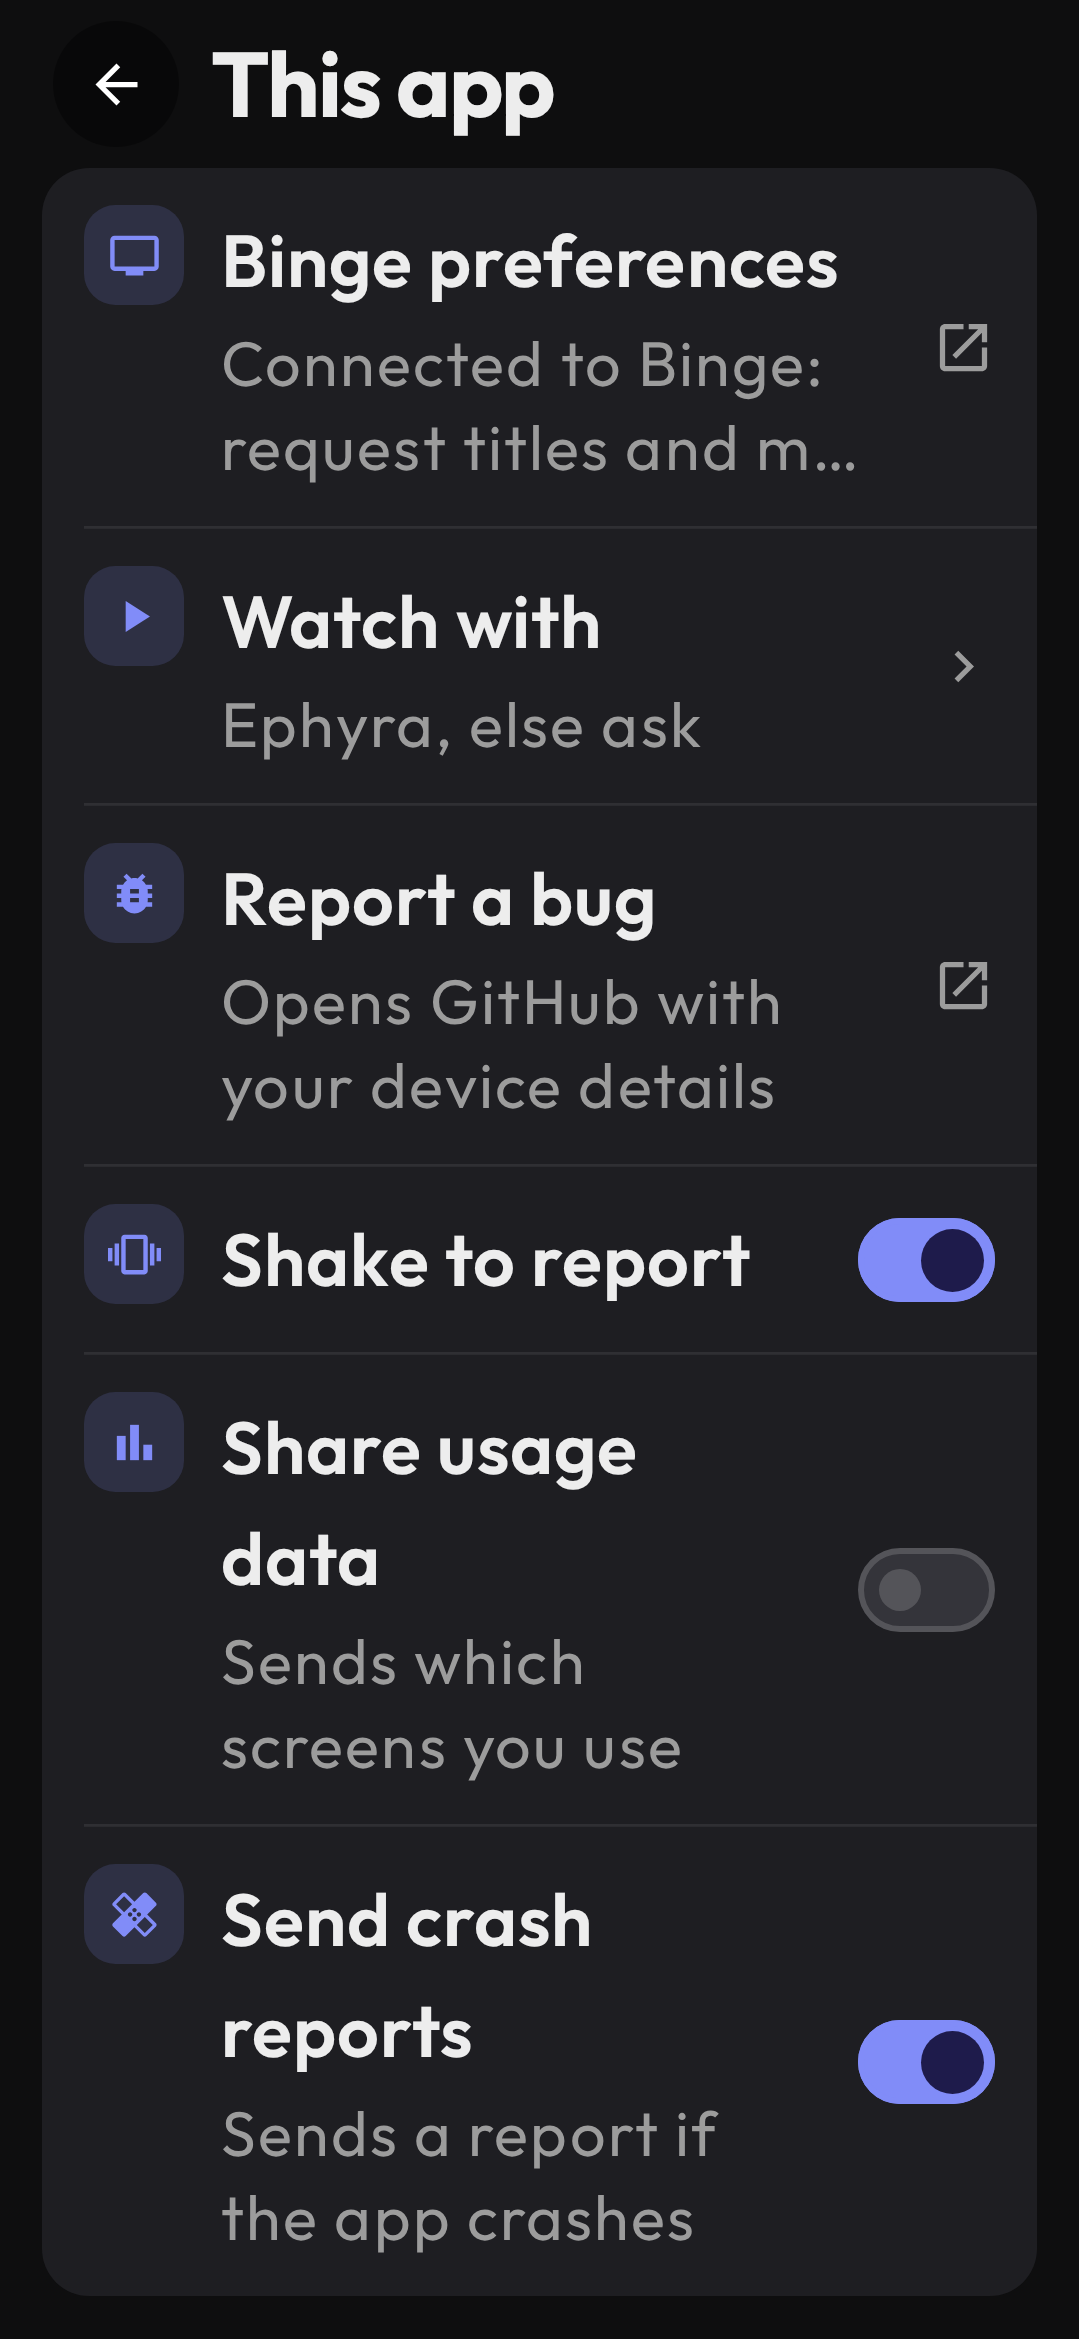 This app
Binge preferences
Connected to Binge:
request titles and m…
Watch with
Ephyra, else ask
Report a bug
Opens GitHub with
your device details
Shake to report
Share usage
data
Sends which
screens you use
Send crash
reports
Sends a report if
the app crashes